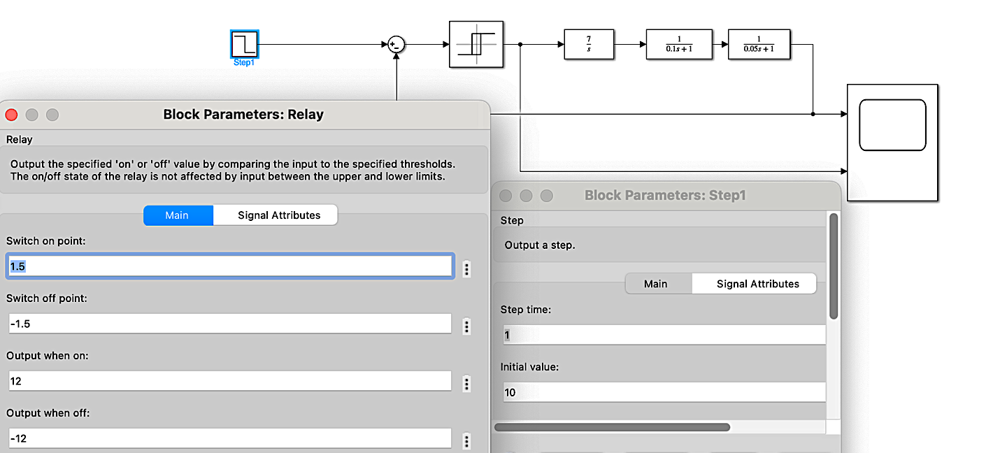 Step1
+
-
7
s
1
0.1s + 1
1
0.05s + 1
Block Parameters: Relay
Relay
Output the specified 'on' or 'off' value by comparing the input to the specified thresholds.
The on/off state of the relay is not affected by input between the upper and lower limits.
Main
Signal Attributes
Switch on point:
1.5
Switch off point:
-1.5
Output when on:
12
Output when off:
-12
Block Parameters: Step1
Step
Output a step.
Main
Signal Attributes
Step time:
1
Initial value:
10